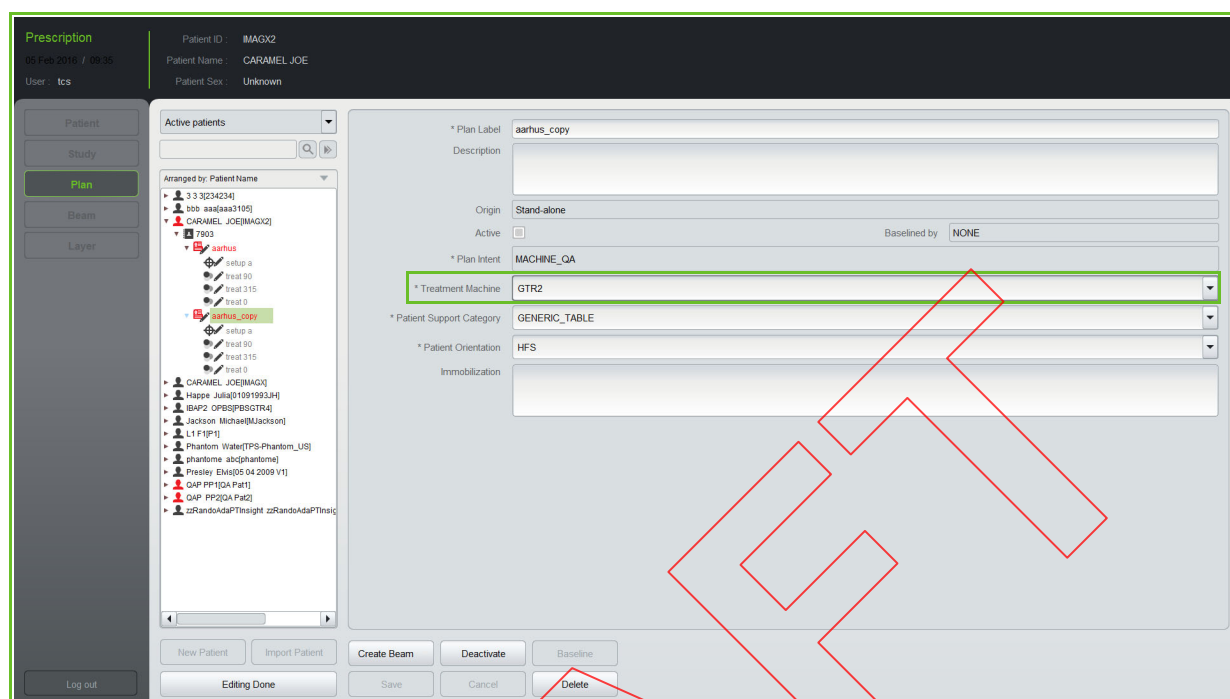 Prescription
05 Feb 2016 / 09:35
User : tcs
Patient ID : IMAGX2
Patient Name : CARAMEL JOE
Patient Sex : Unknown
Patient
Study
Plan
Beam
Layer
Log out
Active patients
Arranged by: Patient Name
3 3 3[234234]
bbb aaa[aaa3105]
CARAMEL JOE[IMAGX2]
7903
aarhus
setup a
treat 90
treat 315
treat 0
aarhus_copy
setup a
treat 90
treat 315
treat 0
CARAMEL JOE[IMAGX]
Happe Julia[01091993JH]
IBAP2 OPBS[PBSGTR4]
Jackson Michael[MJackson]
L1 F1[P1]
Phantom Water[TPS-Phantom_US]
phantome abc[phantome]
Presley Elvis[05 04 2009 V1]
QAP PP1[QA Pat1]
QAP PP2[QA Pat2]
zzRandoAdaPTInsight zzRandoAdaPTInsig
New Patient Import Patient
Editing Done
* Plan Label aarhus_copy
Description
Origin Stand-alone
Active Baselined by NONE
* Plan Intent MACHINE_QA
* Treatment Machine GTR2
* Patient Support Category GENERIC_TABLE
* Patient Orientation HFS
Immobilization
Create Beam Deactivate Baseline
Save Cancel Delete